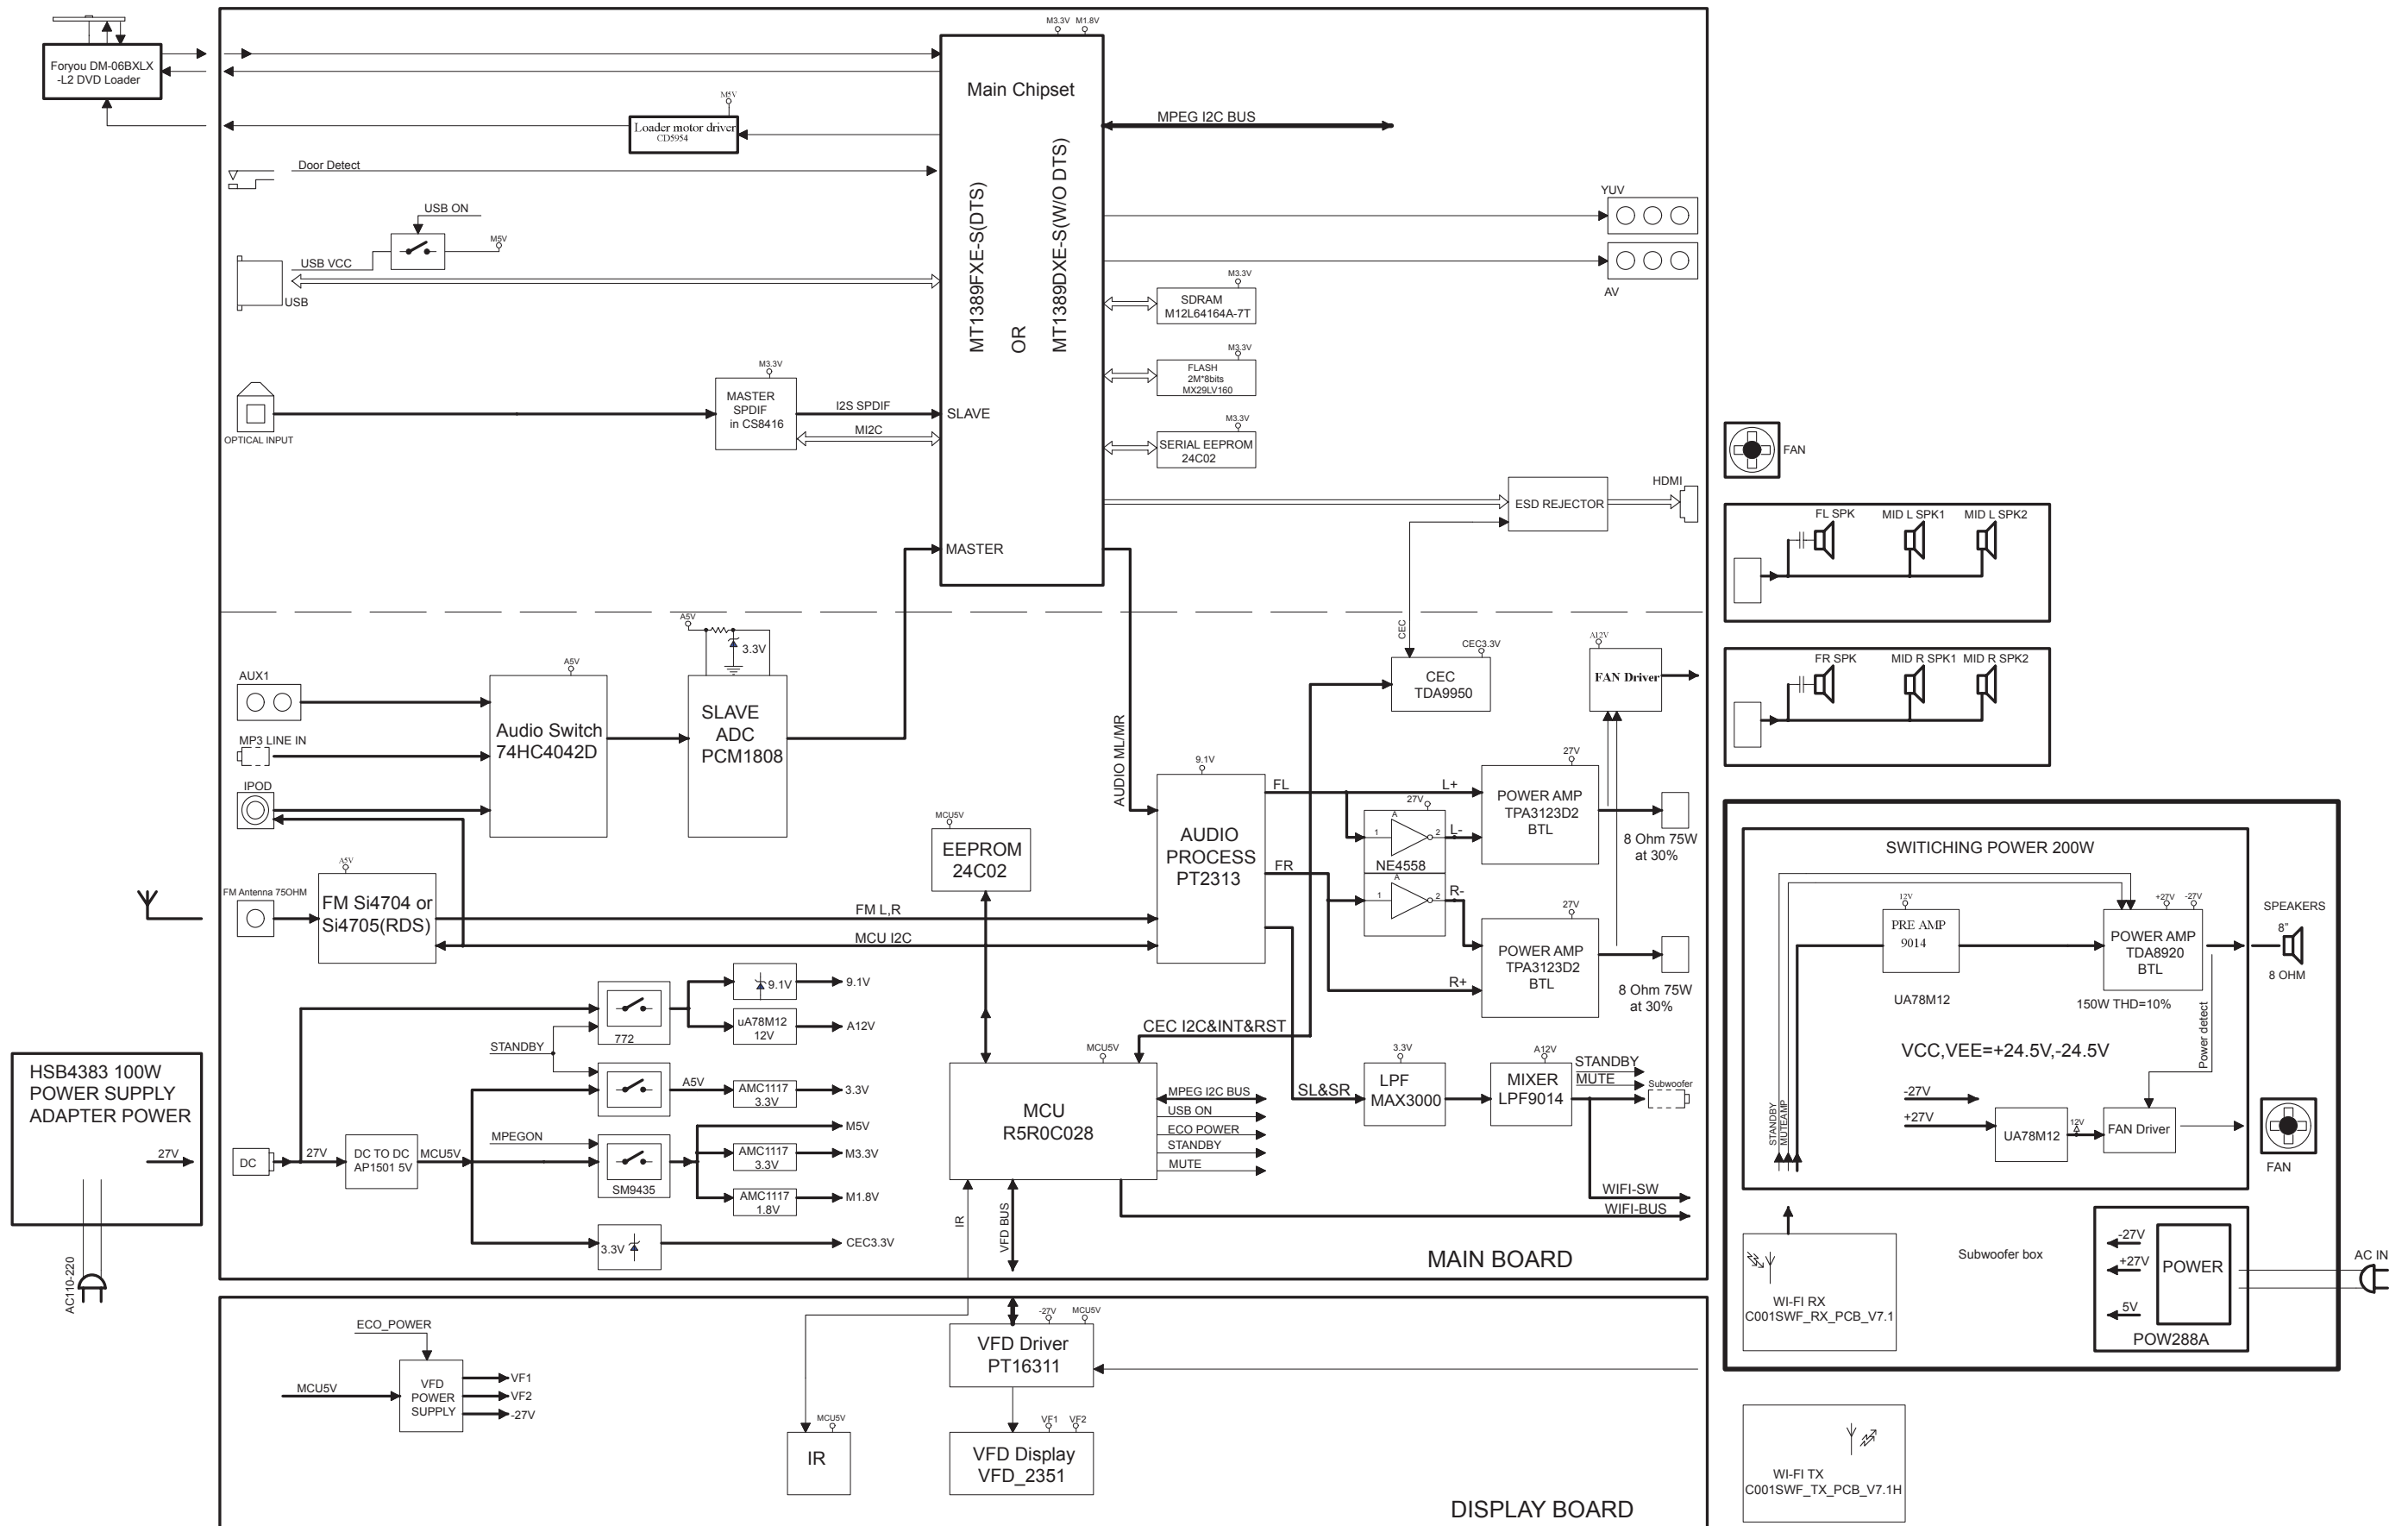 Foryou DM-06BXLX
-L2 DVD Loader
M3.3V
M1.8V
Main Chipset
MT1389FXE-S(DTS)
OR
MT1389DXE-S(W/O DTS)
M5V
Loader motor driver
CD5954
MPEG I2C BUS
Door Detect
USB ON
M5V
USB VCC
USB
YUV
AV
M3.3V
SDRAM
M12L64164A-7T
M3.3V
FLASH
2M*8bits
MX29LV160
M3.3V
SERIAL EEPROM
24C02
M3.3V
MASTER
SPDIF
in CS8416
I2S SPDIF
MI2C
SLAVE
OPTICAL INPUT
ESD REJECTOR
HDMI
MASTER
FAN
FL SPK
MID L SPK1
MID L SPK2
FR SPK
MID R SPK1
MID R SPK2
A5V
3.3V
CEC
CEC3.3V
CEC
TDA9950
A12V
FAN Driver
AUX1
MP3 LINE IN
IPOD
A5V
Audio Switch
74HC4042D
SLAVE
ADC
PCM1808
AUDIO ML/MR
9.1V
AUDIO
PROCESS
PT2313
FL
FR
L+
L-
R-
R+
27V
A
1
2
NE4558
A
1
2
27V
POWER AMP
TPA3123D2
BTL
8 Ohm 75W
at 30%
27V
POWER AMP
TPA3123D2
BTL
8 Ohm 75W
at 30%
MCU5V
EEPROM
24C02
FM Antenna 75OHM
A5V
FM Si4704 or
Si4705(RDS)
FM L,R
MCU I2C
772
9.1V
9.1V
uA78M12
12V
A12V
STANDBY
A5V
AMC1117
3.3V
3.3V
MPEGON
SM9435
M5V
AMC1117
3.3V
M3.3V
AMC1117
1.8V
M1.8V
3.3V
CEC3.3V
HSB4383 100W
POWER SUPPLY
ADAPTER POWER
27V
AC110-220
DC
27V
DC TO DC
AP1501 5V
MCU5V
CEC I2C&INT&RST
MCU5V
MCU
R5R0C028
MPEG I2C BUS
USB ON
ECO POWER
STANDBY
MUTE
IR
VFD BUS
SL&SR
3.3V
LPF
MAX3000
A12V
MIXER
LPF9014
STANDBY
MUTE
Subwoofer
WIFI-SW
WIFI-BUS
MAIN BOARD
SWITICHING POWER 200W
12V
PRE AMP
9014
UA78M12
+27V
-27V
POWER AMP
TDA8920
BTL
150W THD=10%
SPEAKERS
8"
8 OHM
Power detect
VCC,VEE=+24.5V,-24.5V
STANDBY
MUTEAMP
-27V
+27V
UA78M12
12V
FAN Driver
FAN
WI-FI RX
C001SWF_RX_PCB_V7.1
Subwoofer box
-27V
+27V
5V
POWER
POW288A
AC IN
WI-FI TX
C001SWF_TX_PCB_V7.1H
ECO_POWER
MCU5V
VFD
POWER
SUPPLY
VF1
VF2
-27V
MCU5V
IR
-27V
MCU5V
VFD Driver
PT16311
VF1
VF2
VFD Display
VFD_2351
DISPLAY BOARD